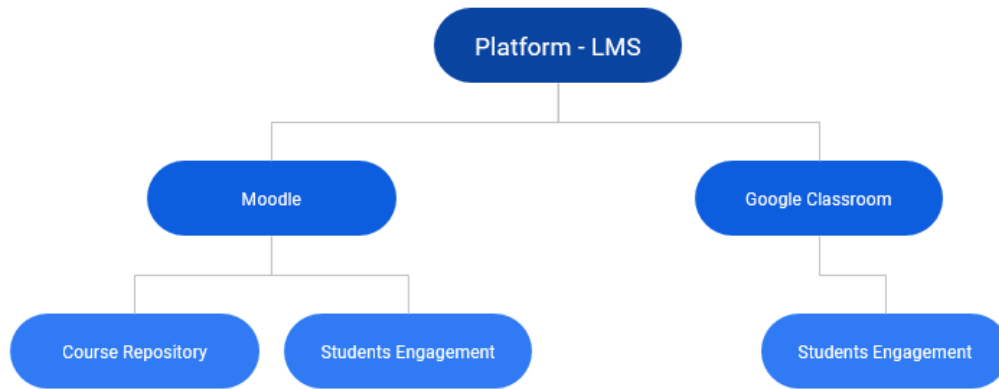 Platform - LMS
Moodle
Google Classroom
Course Repository
Students Engagement
Students Engagement